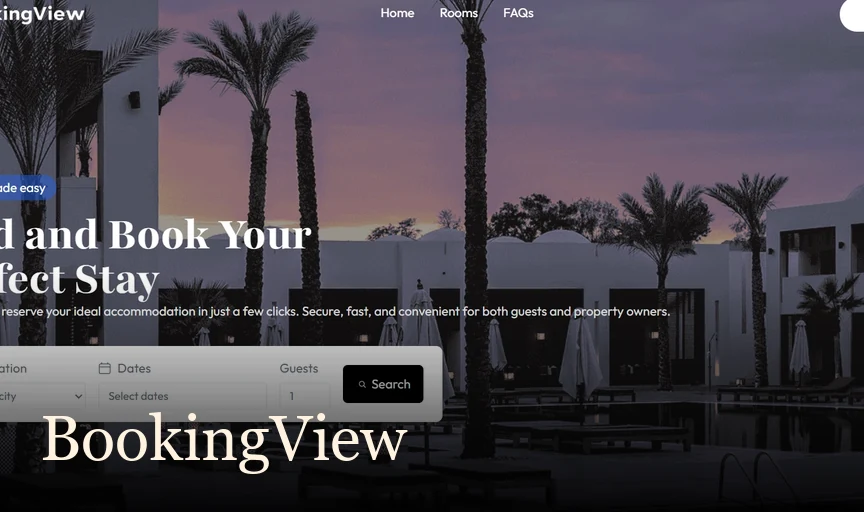 kingView
Home Rooms FAQs
ade easy
d and Book Your
fect Stay
reserve your ideal accommodation in just a few clicks. Secure, fast, and convenient for both guests and property owners.
ation Dates Guests
city Select dates 1 Search
BookingView